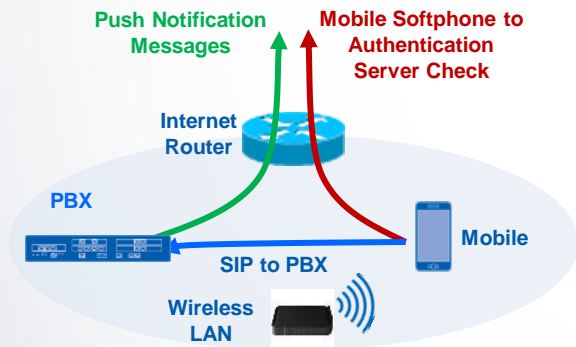 Push Notification
Messages
Mobile Softphone to
Authentication
Server Check
Internet
Router
PBX
Mobile
SIP to PBX
Wireless
LAN